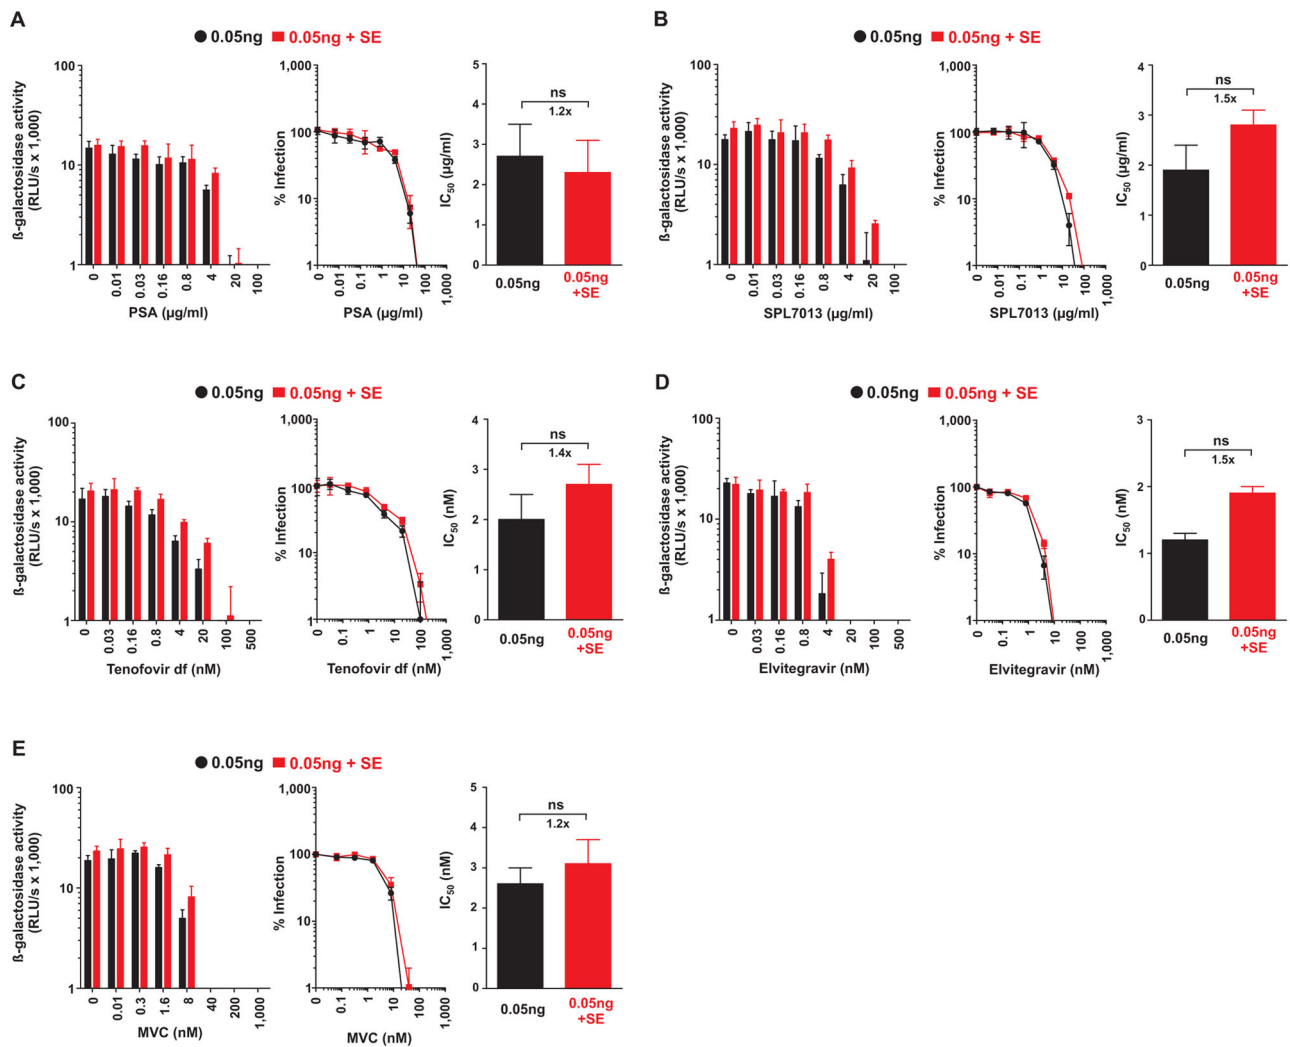 A
0.05ng 0.05ng + SE
ß-galactosidase activity
(RLU/s x 1,000)
100
10
1
0 0.01 0.03 0.16 0.8 4 20 100
PSA (µg/ml)
% Infection
1,000
100
10
1
0 0.01 0.1 1 10 100 1,000
PSA (µg/ml)
IC50 (µg/ml)
5
4
3
2
1
0
ns
1.2x
0.05ng 0.05ng
+SE
B
0.05ng 0.05ng + SE
ß-galactosidase activity
(RLU/s x 1,000)
100
10
1
0 0.01 0.03 0.16 0.8 4 20 100
SPL7013 (µg/ml)
% Infection
1,000
100
10
1
0 0.01 0.1 1 10 100 1,000
SPL7013 (µg/ml)
IC50 (µg/ml)
4
3
2
1
0
ns
1.5x
0.05ng 0.05ng
+SE
C
0.05ng 0.05ng + SE
ß-galactosidase activity
(RLU/s x 1,000)
100
10
1
0 0.03 0.16 0.8 4 20 100 500
Tenofovir df (nM)
% Infection
1,000
100
10
1
0 0.1 1 10 100 1,000
Tenofovir df (nM)
IC50 (nM)
4
3
2
1
0
ns
1.4x
0.05ng 0.05ng
+SE
D
0.05ng 0.05ng + SE
ß-galactosidase activity
(RLU/s x 1,000)
100
10
1
0 0.03 0.16 0.8 4 20 100 500
Elvitegravir (nM)
% Infection
1,000
100
10
1
0 0.1 1 10 100 1,000
Elvitegravir (nM)
IC50 (nM)
3
2
1
0
ns
1.5x
0.05ng 0.05ng
+SE
E
0.05ng 0.05ng + SE
ß-galactosidase activity
(RLU/s x 1,000)
100
10
1
0 0.01 0.3 1.6 8 40 200 1,000
MVC (nM)
% Infection
1,000
100
10
1
0 0.1 1 10 100 1,000
MVC (nM)
IC50 (nM)
5
4
3
2
1
0
ns
1.2x
0.05ng 0.05ng
+SE